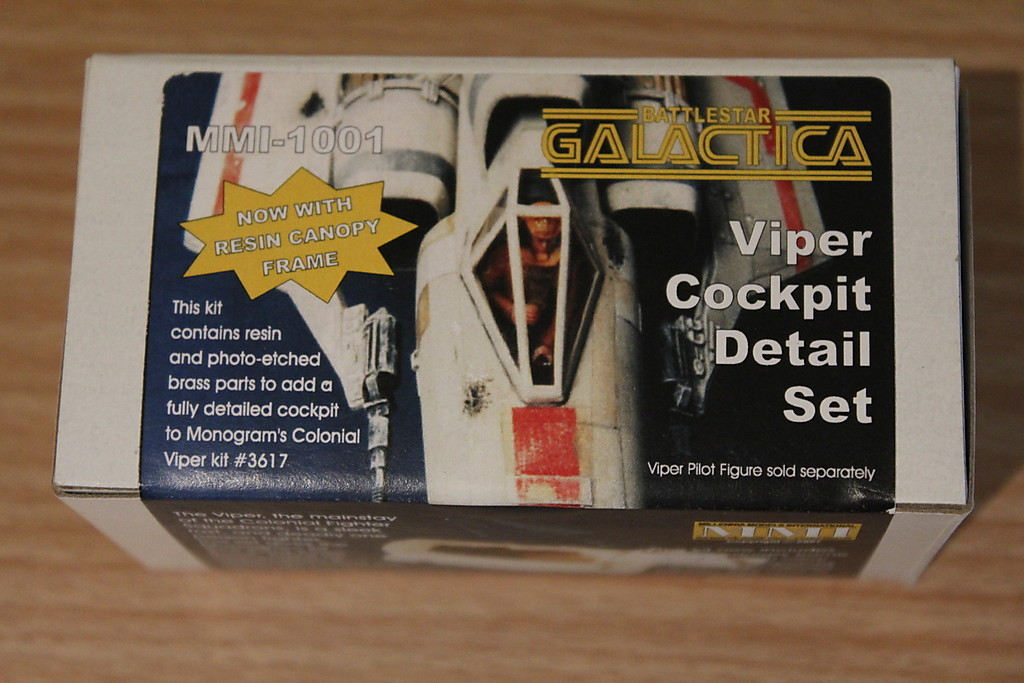 MMI-1001
BATTLESTAR
GALACTICA
NOW WITH
RESIN CANOPY
FRAME
Viper
Cockpit
Detail
Set
This kit
contains resin
and photo-etched
brass parts to add a
fully detailed cockpit
to Monogram's Colonial
Viper kit #3617
Viper Pilot Figure sold separately
The Viper, the mainstay
of the Colonial Fighter
MMI